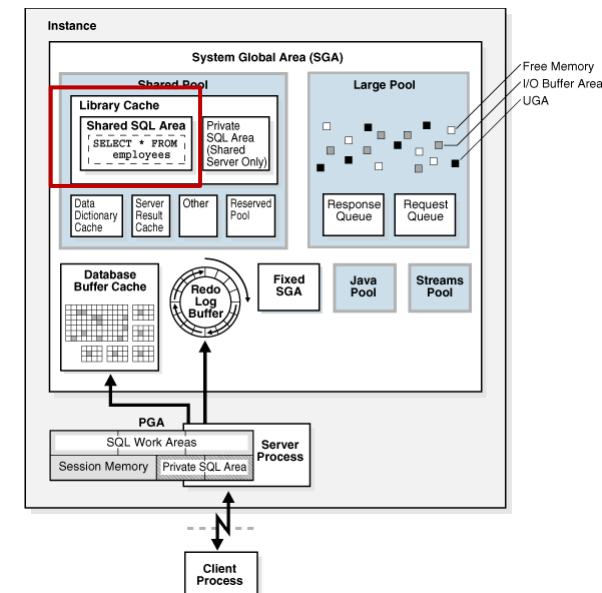 Instance
System Global Area (SGA)
Shared Pool
Library Cache
Shared SQL Area
SELECT * FROM
employees
Private
SQL Area
(Shared
Server Only)
Data
Dictionary
Cache
Server
Result
Cache
Other
Reserved
Pool
Large Pool
Response
Queue
Request
Queue
Free Memory
I/O Buffer Area
UGA
Database
Buffer Cache
Redo
Log
Buffer
Fixed
SGA
Java
Pool
Streams
Pool
PGA
SQL Work Areas
Session Memory
Private SQL Area
Server
Process
Client
Process